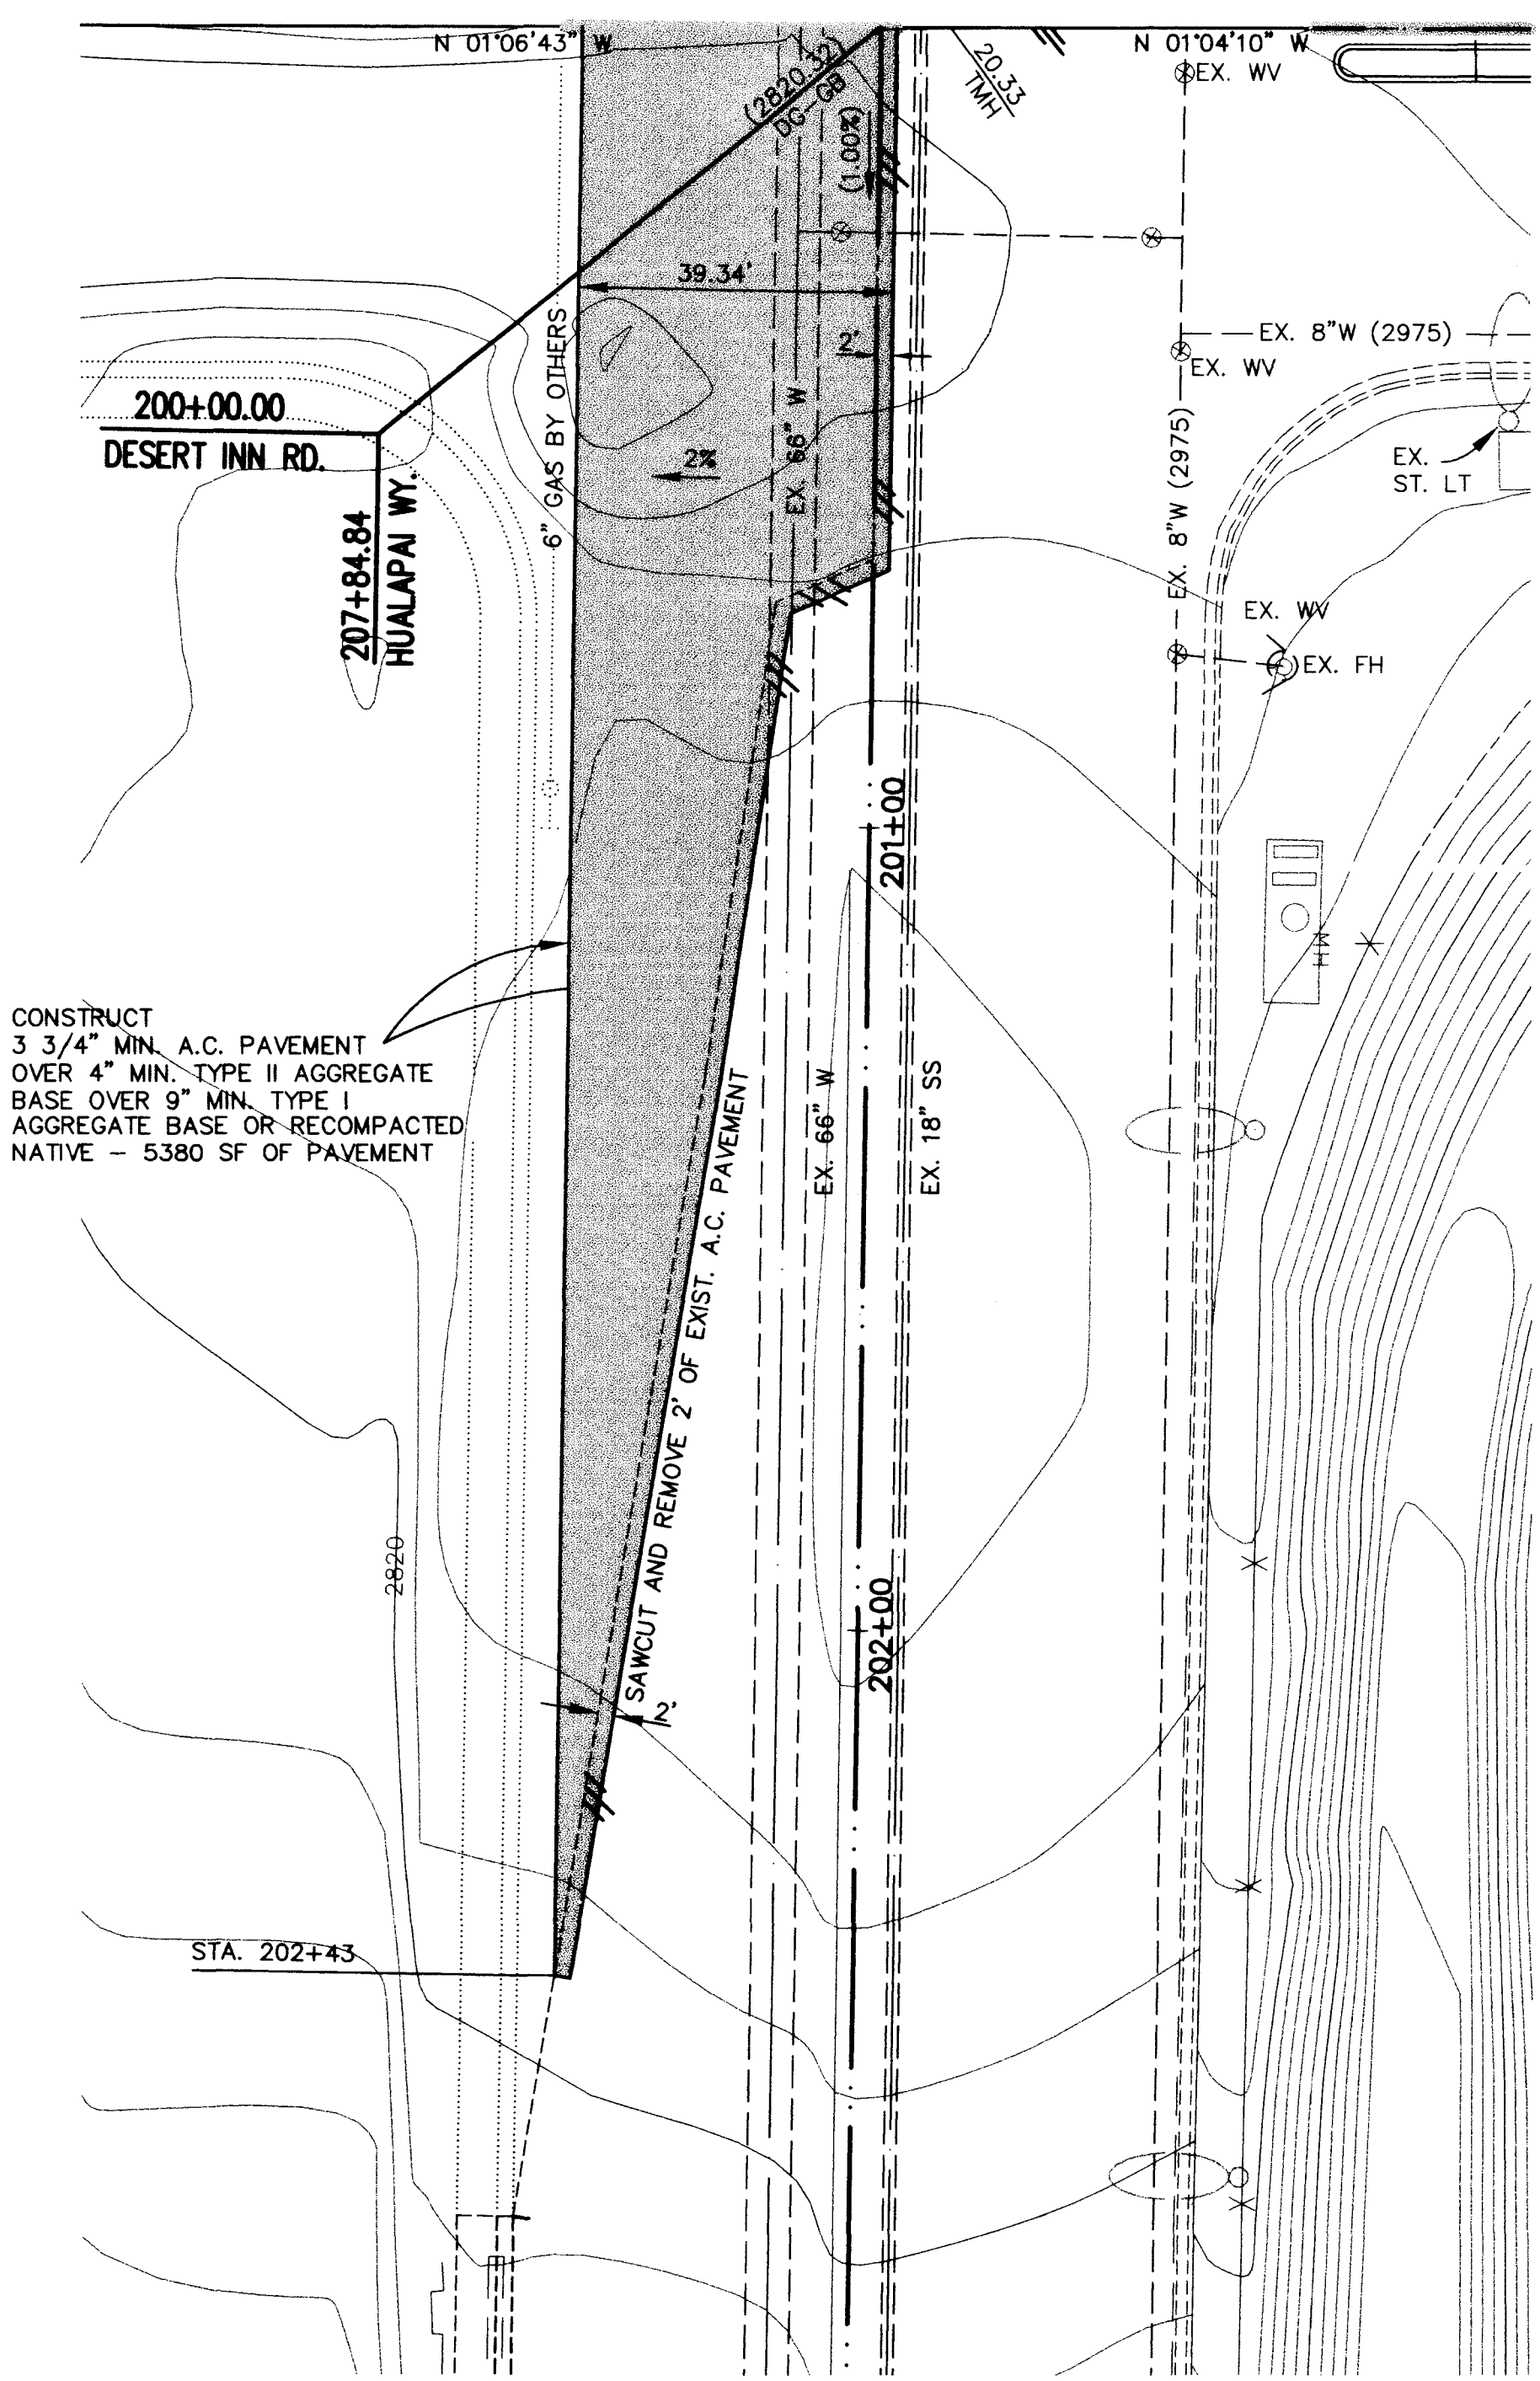 N 01°06'43" W
(2820.32)
DG-GB
(1.00%)
20.33
TMH
N 01°04'10" W
EX. WV
39.34'
2'
EX. 8"W (2975)
EX. WV
200+00.00
DESERT INN RD.
207+84.84
HUALAPAI WY.
6" GAS BY OTHERS
2%
EX. 66" W
EX. 8"W (2975)
EX.
ST. LT
EX. WV
EX. FH
201+00
MH
CONSTRUCT
3 3/4" MIN. A.C. PAVEMENT
OVER 4" MIN. TYPE II AGGREGATE
BASE OVER 9" MIN. TYPE I
AGGREGATE BASE OR RECOMPACTED
NATIVE – 5380 SF OF PAVEMENT
EX. 66" W
EX. 18" SS
SAWCUT AND REMOVE 2' OF EXIST. A.C. PAVEMENT
2820
202+00
2'
STA. 202+43